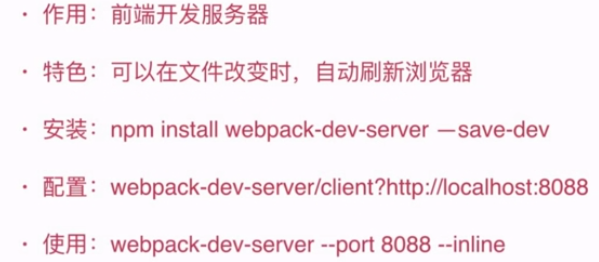 · 作用：前端开发服务器
· 特色：可以在文件改变时，自动刷新浏览器
· 安装：npm install webpack-dev-server —save-dev
· 配置：webpack-dev-server/client?http://localhost:8088
· 使用：webpack-dev-server --port 8088 --inline